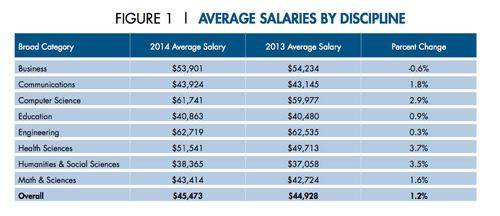 FIGURE 1 | AVERAGE SALARIES BY DISCIPLINE
Broad Category 2014 Average Salary 2013 Average Salary Percent Change
Business $53,901 $54,234 -0.6%
Communications $43,924 $43,145 1.8%
Computer Science $61,741 $59,977 2.9%
Education $40,863 $40,480 0.9%
Engineering $62,719 $62,535 0.3%
Health Sciences $51,541 $49,713 3.7%
Humanities & Social Sciences $38,365 $37,058 3.5%
Math & Sciences $43,414 $42,724 1.6%
Overall $45,473 $44,928 1.2%